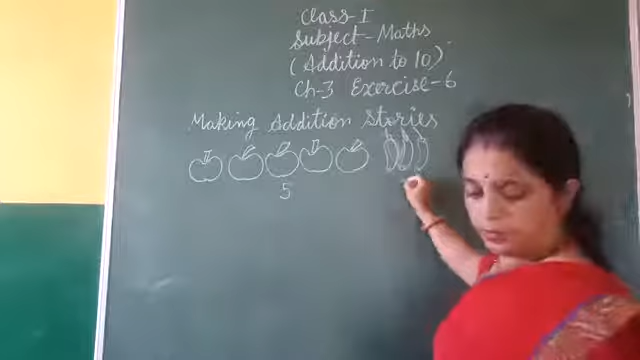 Class-I
Subject-Maths
(Addition to 10)
Ch-3 Exercise-6
Making Addition Stories
5